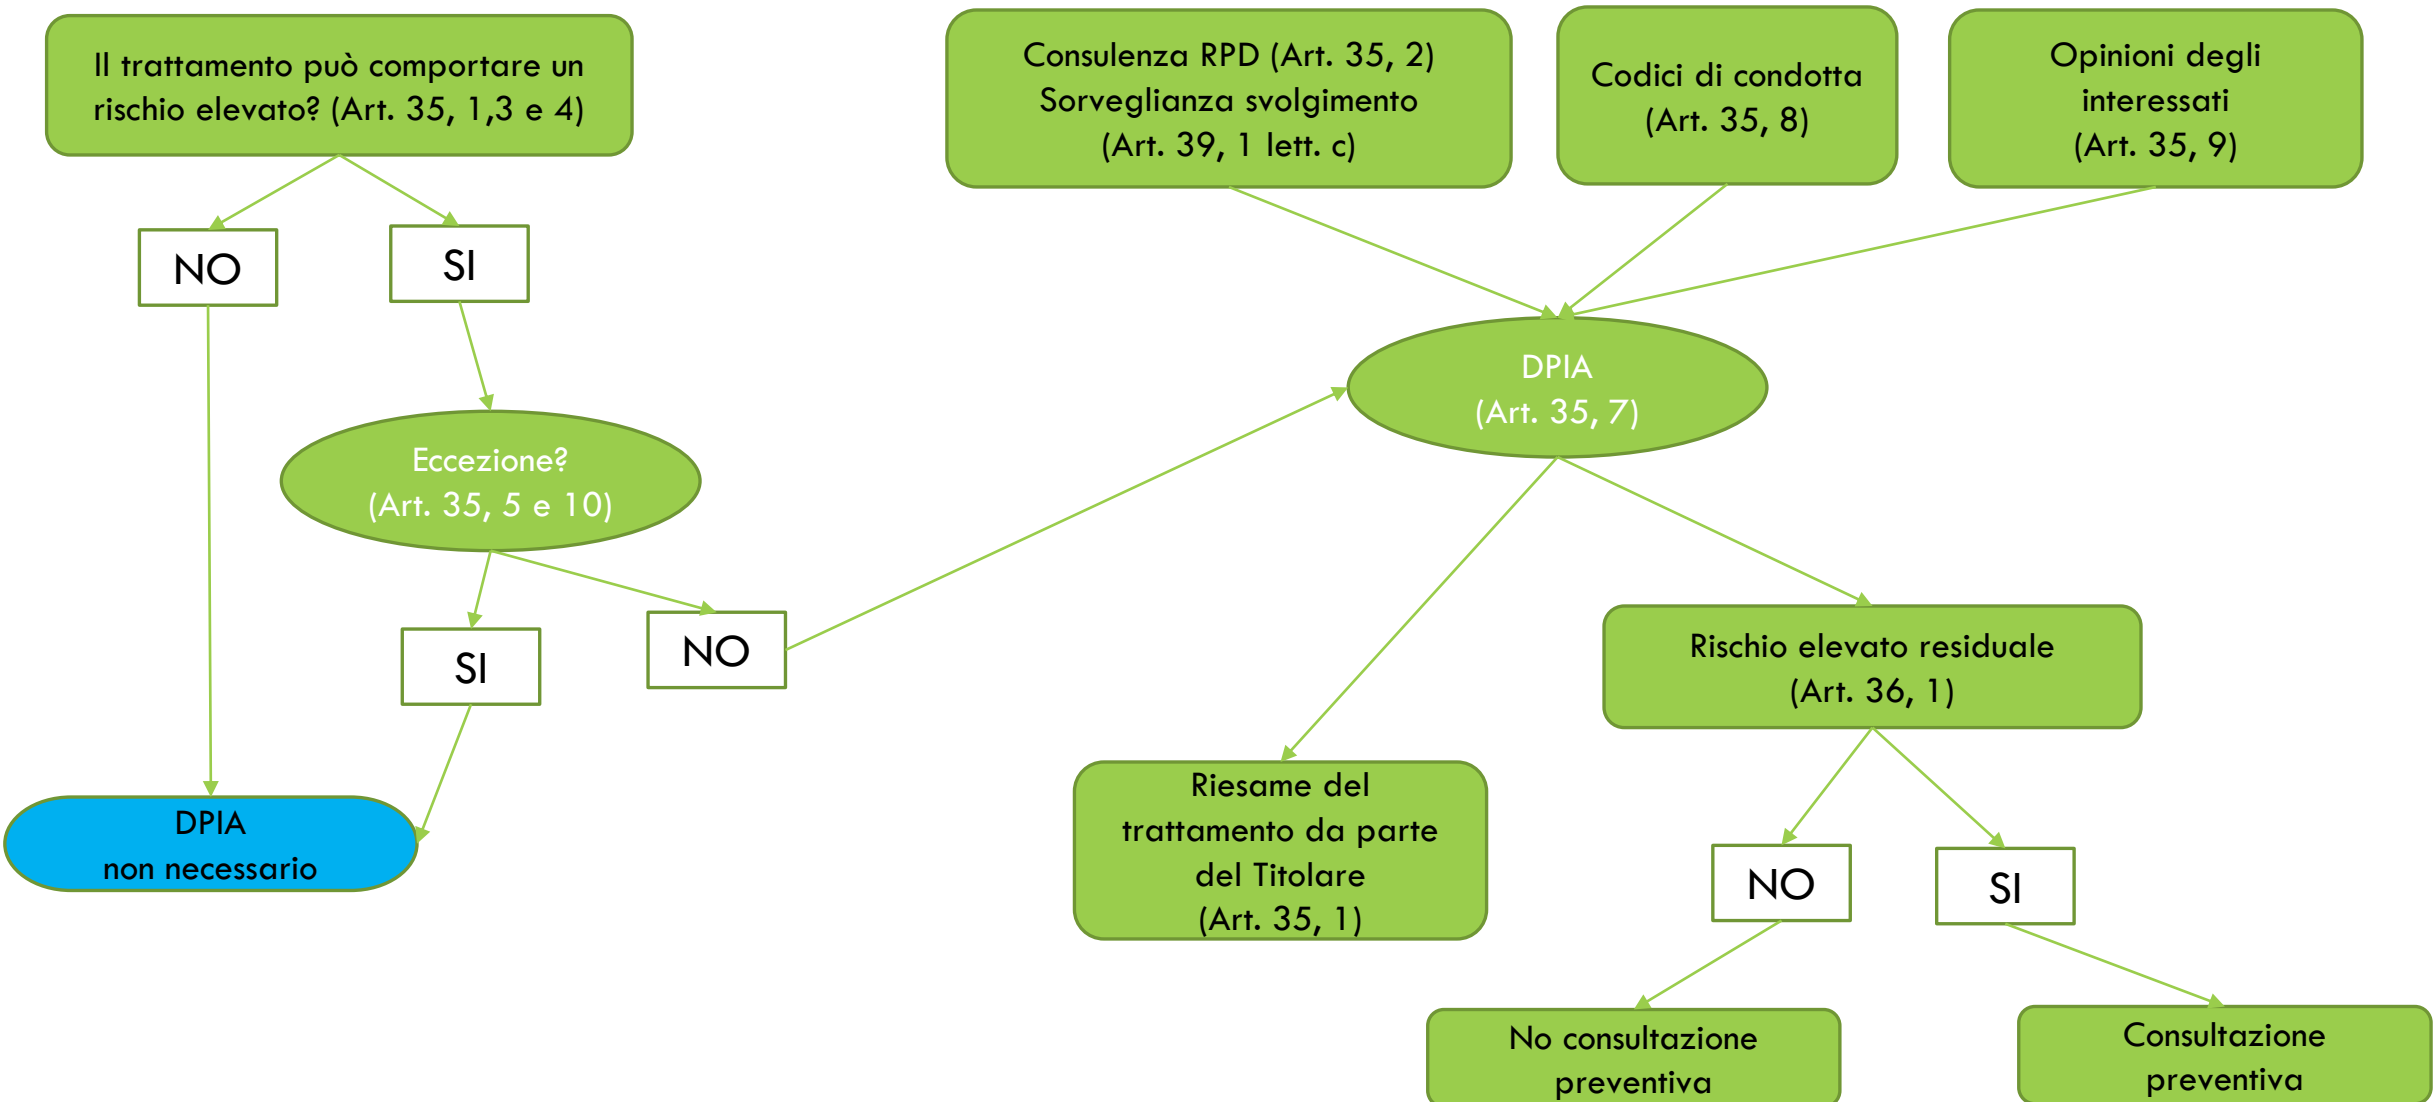 Il trattamento può comportare un
rischio elevato? (Art. 35, 1,3 e 4)
Consulenza RPD (Art. 35, 2)
Sorveglianza svolgimento
(Art. 39, 1 lett. c)
Codici di condotta
(Art. 35, 8)
Opinioni degli
interessati
(Art. 35, 9)
NO
SI
DPIA
(Art. 35, 7)
Eccezione?
(Art. 35, 5 e 10)
SI
NO
Rischio elevato residuale
(Art. 36, 1)
DPIA
non necessario
Riesame del
trattamento da parte
del Titolare
(Art. 35, 1)
NO
SI
No consultazione
preventiva
Consultazione
preventiva